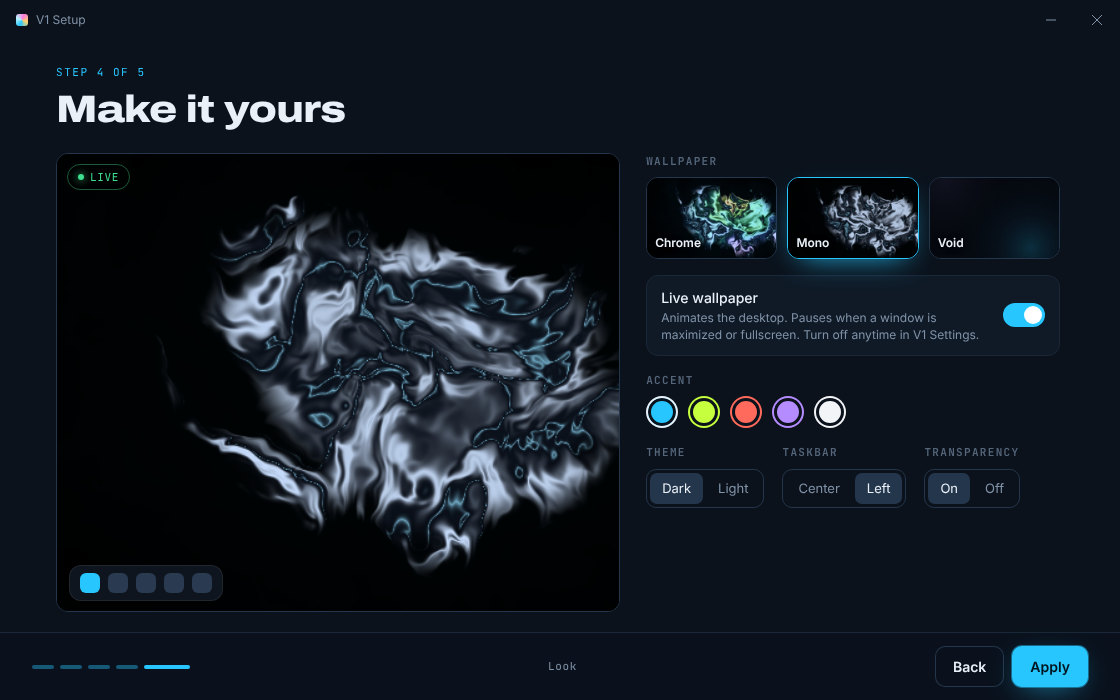 V1 Setup
STEP 4 OF 5
Make it yours
LIVE
WALLPAPER
Chrome
Mono
Void
Live wallpaper
Animates the desktop. Pauses when a window is
maximized or fullscreen. Turn off anytime in V1 Settings.
ACCENT
THEME
TASKBAR
TRANSPARENCY
Dark
Light
Center
Left
On
Off
Look
Back
Apply